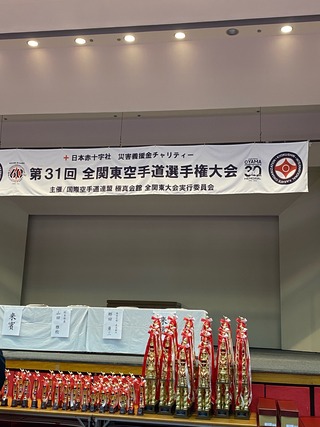 日本赤十字社 災害義援金チャリティー
第31回 全関東空手道選手権大会
主催/国際空手道連盟 極真会館 全関東大会実行委員会
OYAMA
30
60
来賓